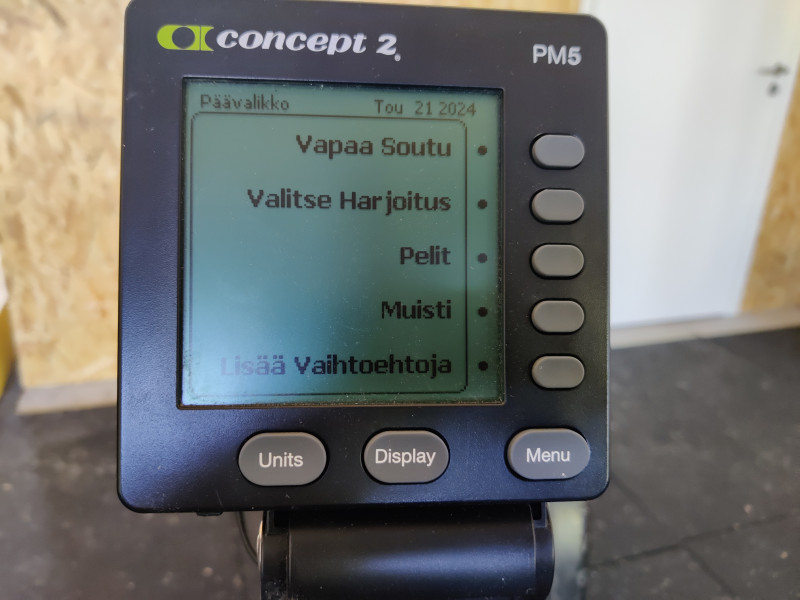 concept 2
PM5
Päävalikko Tou 21 2024
Vapaa Soutu
Valitse Harjoitus
Pelit
Muisti
Lisää Vaihtoehtoja
Units Display Menu